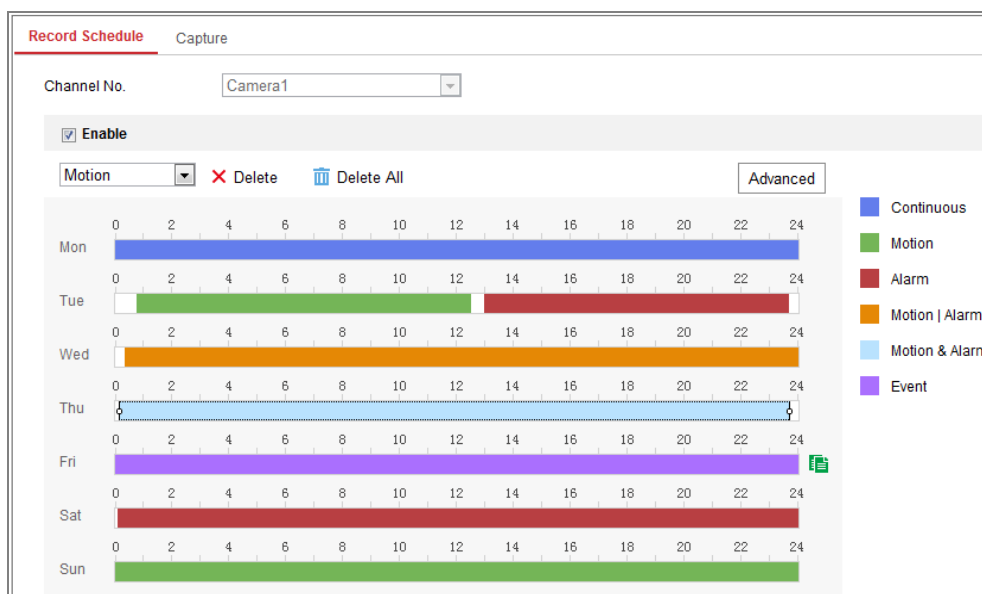 Record Schedule Capture
Channel No. Camera1
Enable
Motion Delete Delete All Advanced
0 2 4 6 8 10 12 14 16 18 20 22 24
Mon
0 2 4 6 8 10 12 14 16 18 20 22 24
Tue
0 2 4 6 8 10 12 14 16 18 20 22 24
Wed
0 2 4 6 8 10 12 14 16 18 20 22 24
Thu
0 2 4 6 8 10 12 14 16 18 20 22 24
Fri
0 2 4 6 8 10 12 14 16 18 20 22 24
Sat
0 2 4 6 8 10 12 14 16 18 20 22 24
Sun
Continuous
Motion
Alarm
Motion | Alarm
Motion & Alarm
Event